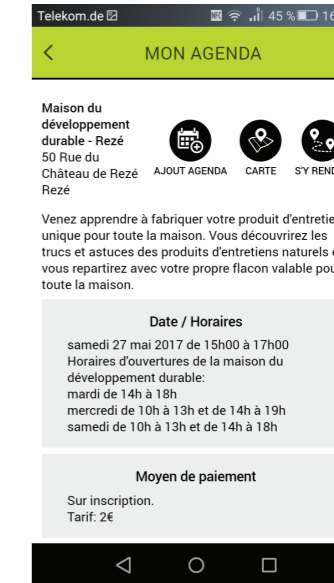 Telekom.de 45 % 16
MON AGENDA
Maison du
développement
durable - Rezé
50 Rue du
Château de Rezé
Rezé
AJOUT AGENDA CARTE S'Y REND
Venez apprendre à fabriquer votre produit d'entretie
unique pour toute la maison. Vous découvrirez les
trucs et astuces des produits d'entretiens naturels e
vous repartirez avec votre propre flacon valable pou
toute la maison.
Date / Horaires
samedi 27 mai 2017 de 15h00 à 17h00
Horaires d'ouvertures de la maison du
développement durable:
mardi de 14h à 18h
mercredi de 10h à 13h et de 14h à 19h
samedi de 10h à 13h et de 14h à 18h
Moyen de paiement
Sur inscription.
Tarif: 2€